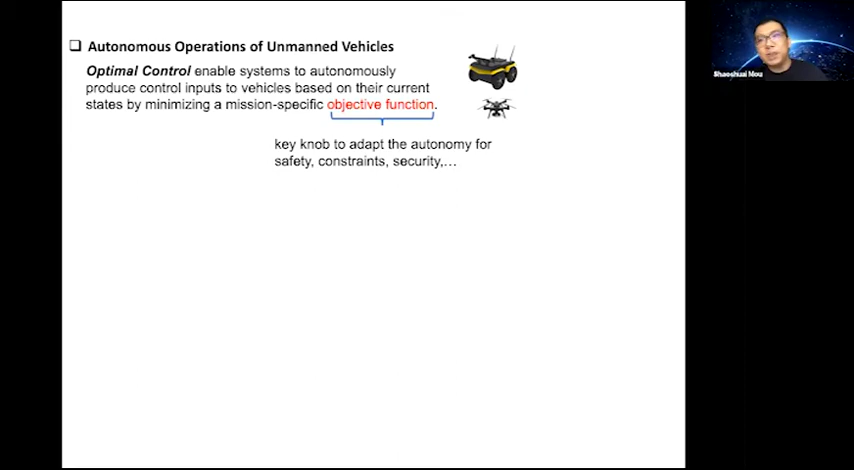 ❑ Autonomous Operations of Unmanned Vehicles
Optimal Control enable systems to autonomously
produce control inputs to vehicles based on their current
states by minimizing a mission-specific objective function.
key knob to adapt the autonomy for
safety, constraints, security,...
Shaoshuai Mou